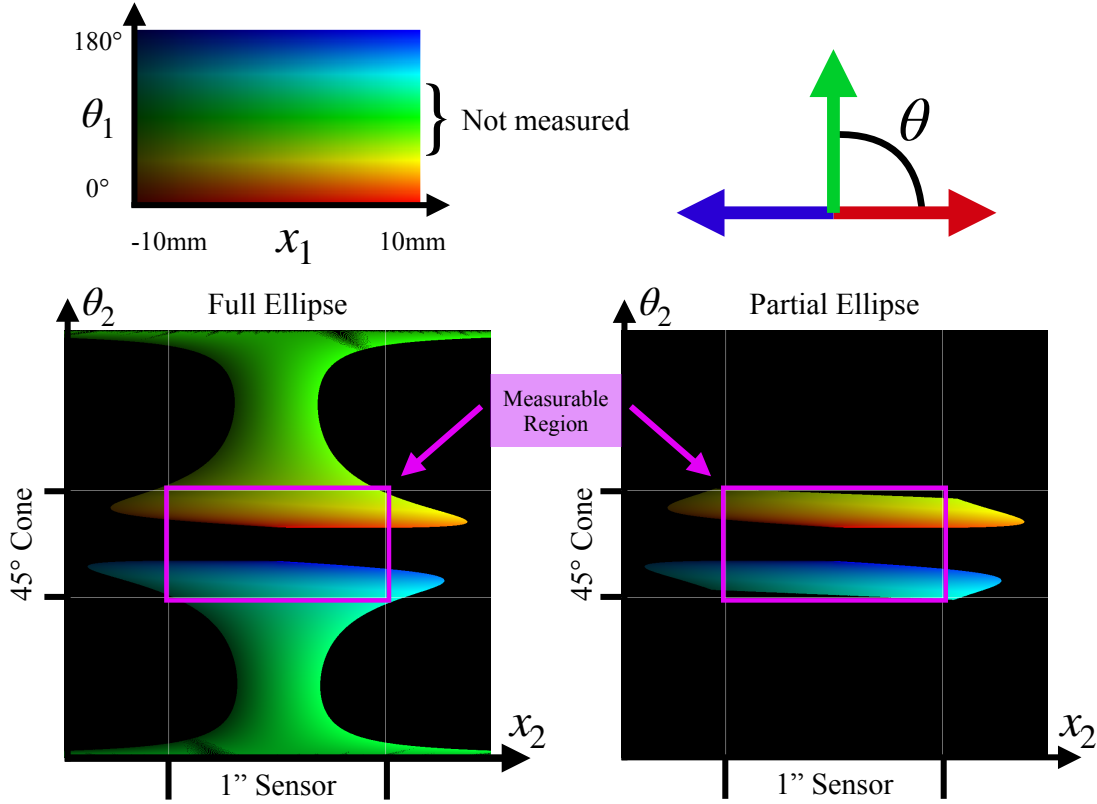 180°
θ1
0°
-10mm
x1
10mm
Not measured
θ
θ2
Full Ellipse
θ2
Partial Ellipse
Measurable
Region
45° Cone
45° Cone
x2
x2
1” Sensor
1” Sensor